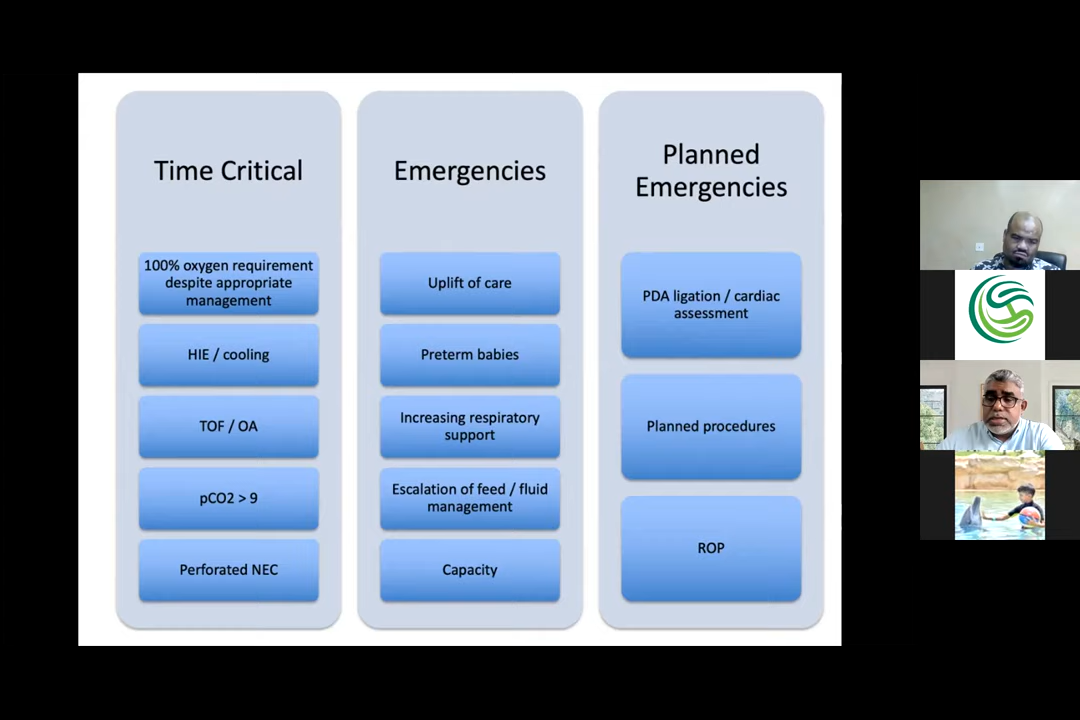 Time Critical
100% oxygen requirement
despite appropriate
management
HIE / cooling
TOF / OA
pCO2 > 9
Perforated NEC
Emergencies
Uplift of care
Preterm babies
Increasing respiratory
support
Escalation of feed / fluid
management
Capacity
Planned
Emergencies
PDA ligation / cardiac
assessment
Planned procedures
ROP